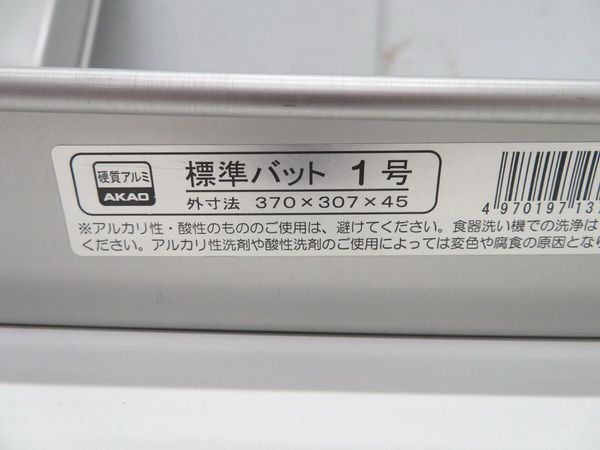 硬質アルミ
AKAO
標準バット 1号
外寸法 370×307×45
4 970197 13
※アルカリ性・酸性のもののご使用は、避けてください。食器洗い機での洗浄は
ください。アルカリ性洗剤や酸性洗剤のご使用によっては変色や腐食の原因となら